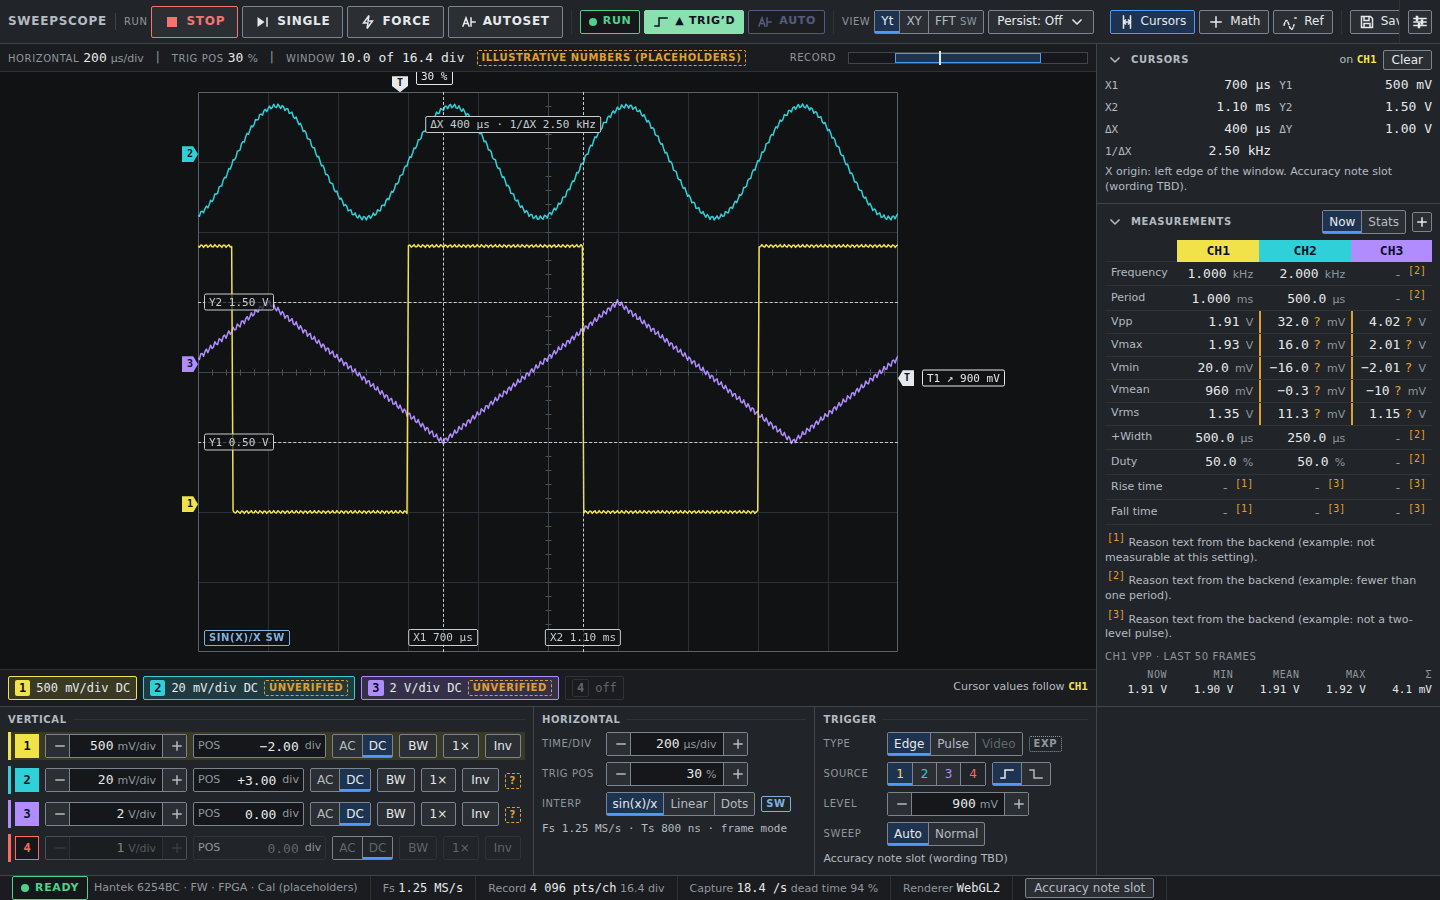 SWEEPSCOPE RUN STOP SINGLE FORCE AUTOSET RUN ▲ TRIG’D AUTO VIEW Yt XY FFT SW Persist: Off Cursors Math Ref
HORIZONTAL 200 µs/div | TRIG POS 30 % | WINDOW 10.0 of 16.4 div ILLUSTRATIVE NUMBERS (PLACEHOLDERS) RECORD
T 30 %
ΔX 400 µs · 1/ΔX 2.50 kHz
2
Y2 1.50 V
3
T T1 ↗ 900 mV
Y1 0.50 V
1
SIN(X)/X SW X1 700 µs X2 1.10 ms
CURSORS on CH1 Clear
X1 700 µs Y1 500 mV
X2 1.10 ms Y2 1.50 V
ΔX 400 µs ΔY 1.00 V
1/ΔX 2.50 kHz
X origin: left edge of the window. Accuracy note slot
(wording TBD).
MEASUREMENTS Now Stats +
CH1 CH2 CH3
Frequency 1.000 kHz 2.000 kHz - [2]
Period 1.000 ms 500.0 µs - [2]
Vpp 1.91 V 32.0 ? mV 4.02 ? V
Vmax 1.93 V 16.0 ? mV 2.01 ? V
Vmin 20.0 mV −16.0 ? mV −2.01 ? V
Vmean 960 mV −0.3 ? mV −10 ? mV
Vrms 1.35 V 11.3 ? mV 1.15 ? V
+Width 500.0 µs 250.0 µs - [2]
Duty 50.0 % 50.0 % - [2]
Rise time - [1] - [3] - [3]
Fall time - [1] - [3] - [3]
[1] Reason text from the backend (example: not
measurable at this setting).
[2] Reason text from the backend (example: fewer than
one period).
[3] Reason text from the backend (example: not a two-
level pulse).
CH1 VPP · LAST 50 FRAMES
NOW MIN MEAN MAX Σ
1.91 V 1.90 V 1.91 V 1.92 V 4.1 mV
1 500 mV/div DC 2 20 mV/div DC UNVERIFIED 3 2 V/div DC UNVERIFIED 4 off Cursor values follow CH1
VERTICAL
1 − 500 mV/div + POS −2.00 div AC DC BW 1× Inv
2 − 20 mV/div + POS +3.00 div AC DC BW 1× Inv ?
3 − 2 V/div + POS 0.00 div AC DC BW 1× Inv ?
4 − 1 V/div + POS 0.00 div AC DC BW 1× Inv
HORIZONTAL
TIME/DIV − 200 µs/div +
TRIG POS − 30 % +
INTERP sin(x)/x Linear Dots SW
Fs 1.25 MS/s · Ts 800 ns · frame mode
TRIGGER
TYPE Edge Pulse Video EXP
SOURCE 1 2 3 4
LEVEL − 900 mV +
SWEEP Auto Normal
Accuracy note slot (wording TBD)
READY Hantek 6254BC · FW · FPGA · Cal (placeholders) Fs 1.25 MS/s Record 4 096 pts/ch 16.4 div Capture 18.4 /s dead time 94 % Renderer WebGL2 Accuracy note slot